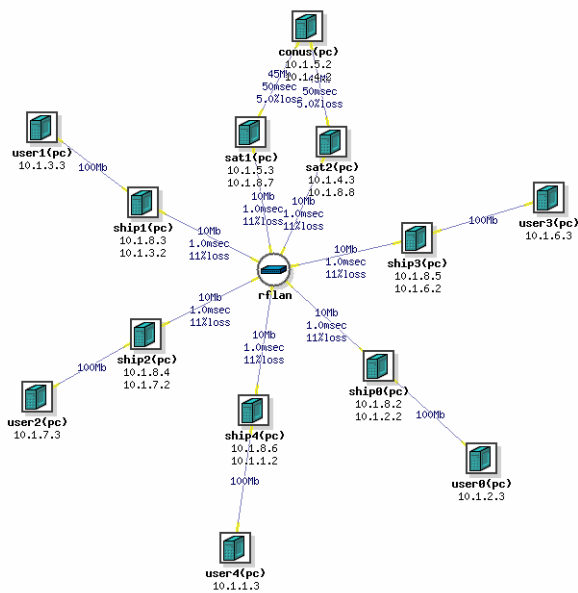 conus(pc)
10.1.5.2
10.1.4.2
45Mb
50msec
5.0%loss
50msec
5.0%loss
user1(pc)
10.1.3.3
sat1(pc)
10.1.5.3
10.1.8.7
sat2(pc)
10.1.4.3
10.1.8.8
100Mb
ship1(pc)
10.1.8.3
10.1.3.2
10Mb
1.0msec
11%loss
10Mb
1.0msec
11%loss
10Mb
1.0msec
11%loss
user3(pc)
10.1.6.3
100Mb
ship3(pc)
10.1.8.5
10.1.6.2
10Mb
1.0msec
11%loss
rflan
10Mb
1.0msec
11%loss
ship2(pc)
10.1.8.4
10.1.7.2
100Mb
user2(pc)
10.1.7.3
10Mb
1.0msec
11%loss
10Mb
1.0msec
11%loss
ship0(pc)
10.1.8.2
10.1.2.2
100Mb
user0(pc)
10.1.2.3
ship4(pc)
10.1.8.6
10.1.1.2
100Mb
user4(pc)
10.1.1.3